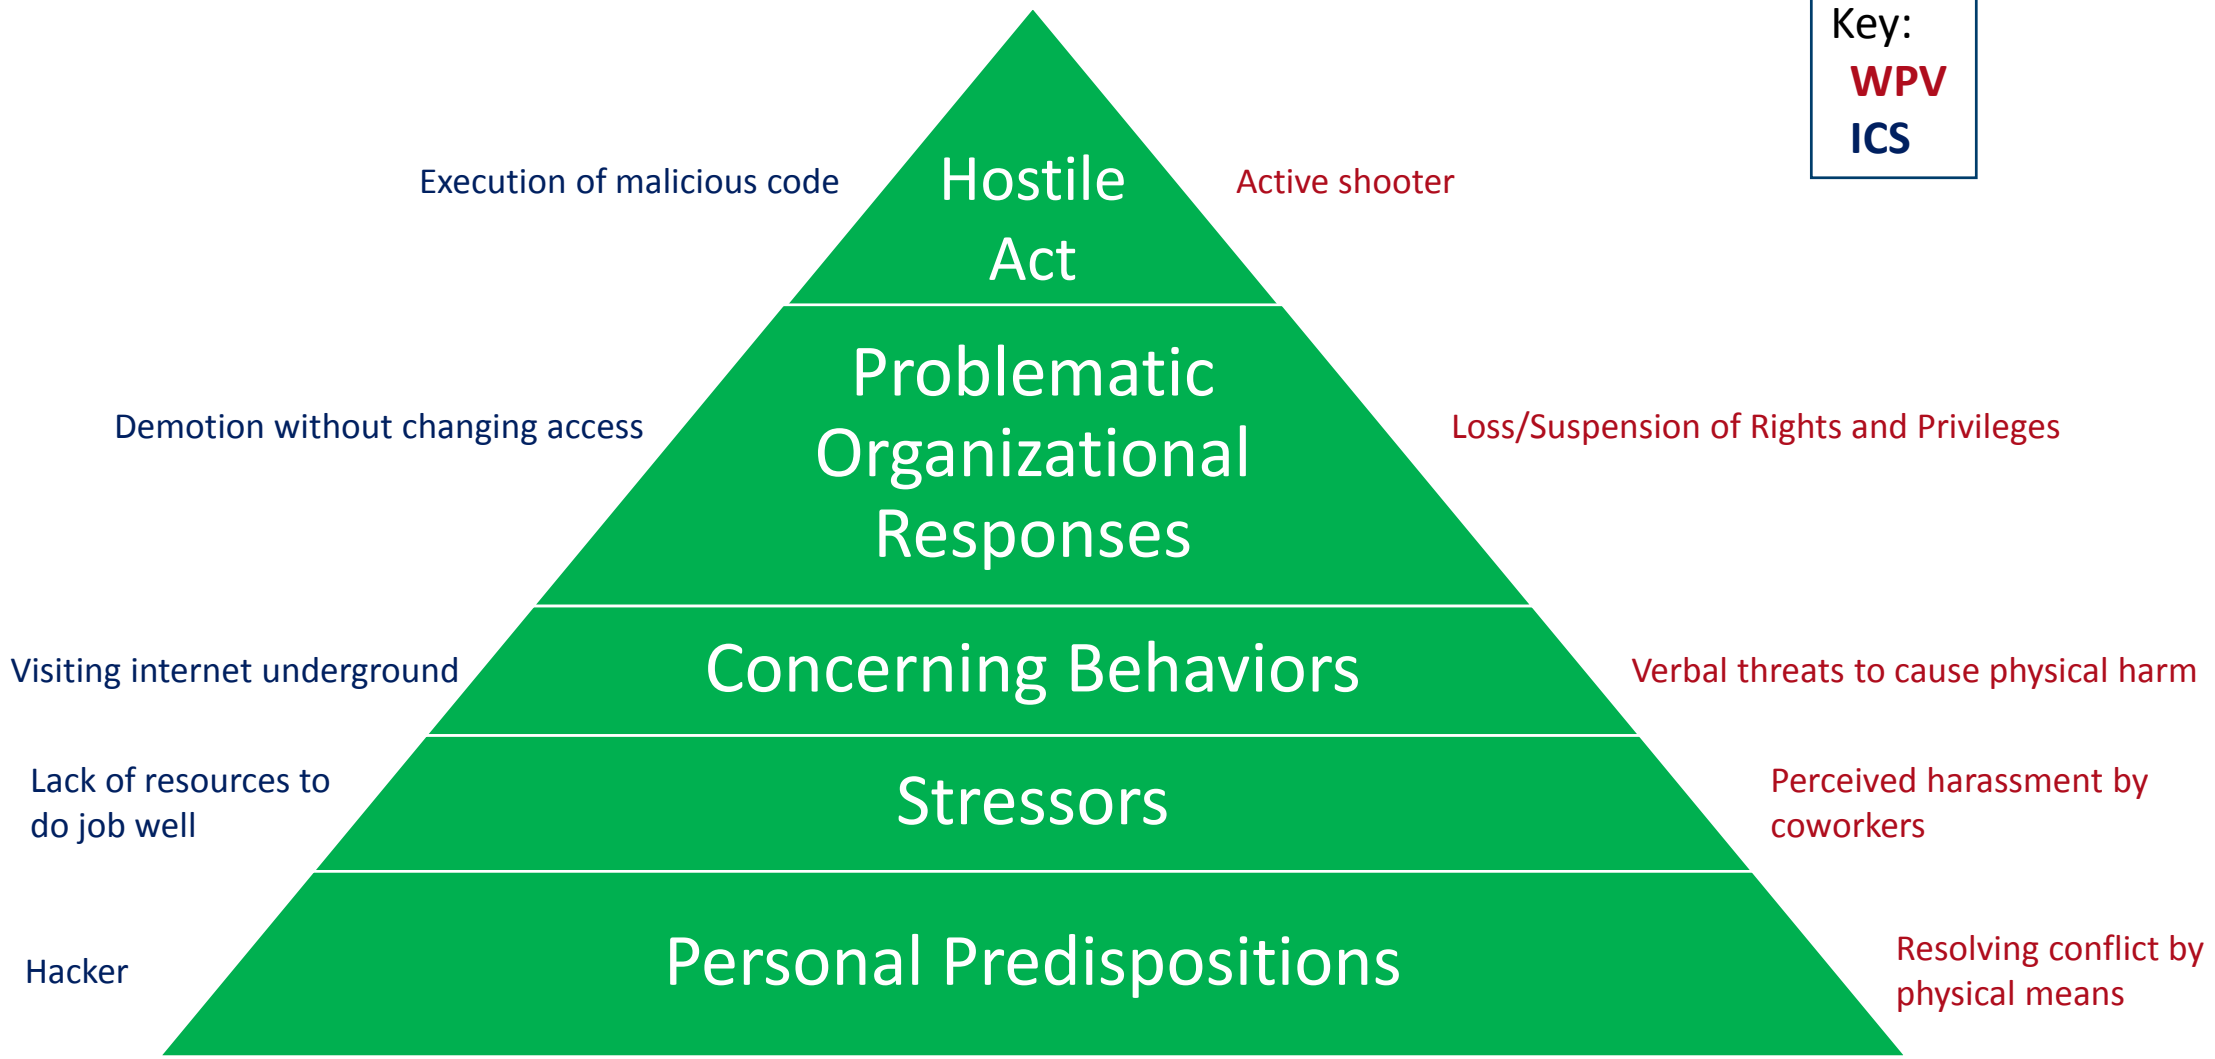 Key:
WPV
ICS
Execution of malicious code
Hostile
Act
Active shooter
Demotion without changing access
Problematic
Organizational
Responses
Loss/Suspension of Rights and Privileges
Visiting internet underground
Concerning Behaviors
Verbal threats to cause physical harm
Lack of resources to
do job well
Stressors
Perceived harassment by
coworkers
Hacker
Personal Predispositions
Resolving conflict by
physical means